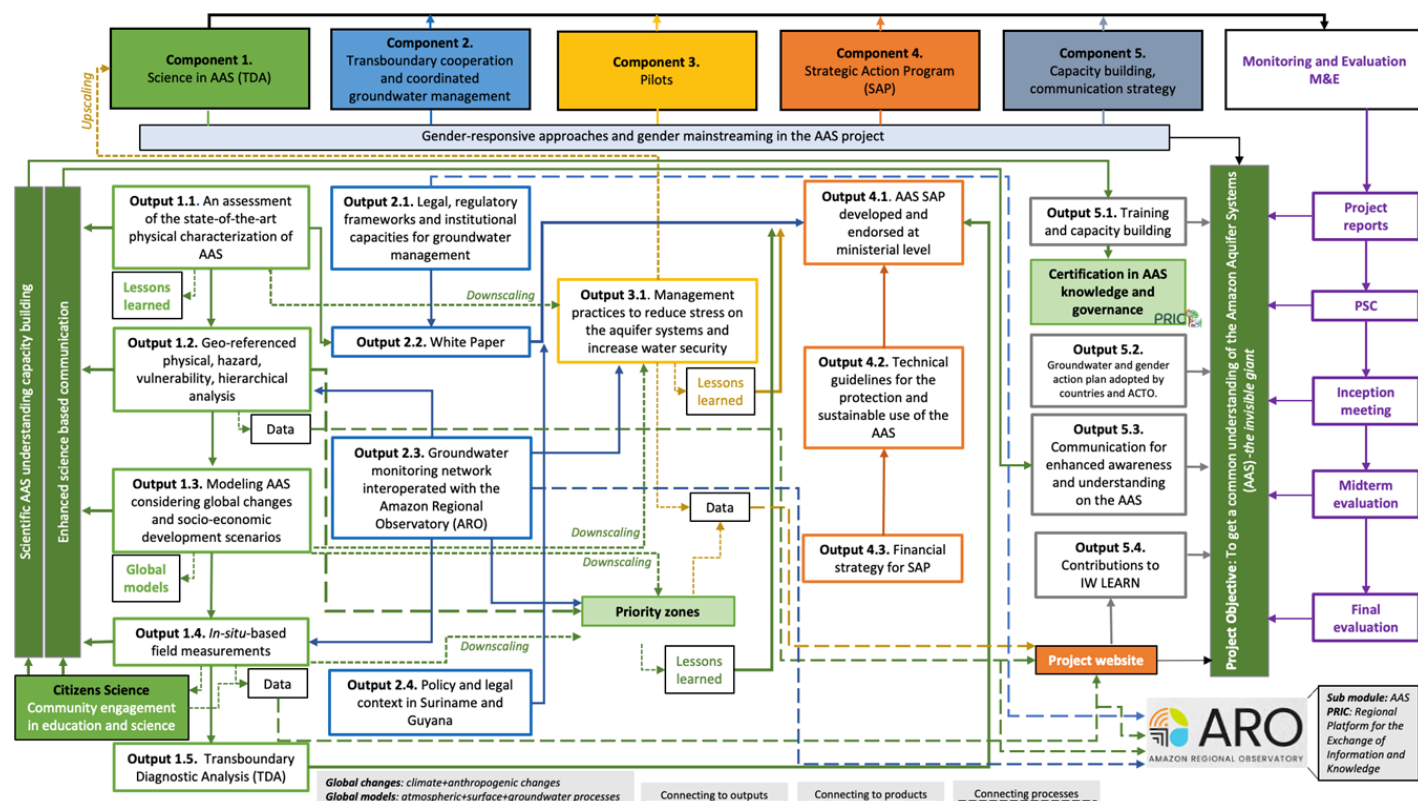 Component 1.
Science in AAS (TDA)
Component 2.
Transboundary cooperation
and coordinated
groundwater management
Component 3.
Pilots
Component 4.
Strategic Action Program
(SAP)
Component 5.
Capacity building,
communication strategy
Monitoring and Evaluation
M&E
Upscaling
Gender-responsive approaches and gender mainstreaming in the AAS project
Scientific AAS understanding capacity building
Enhanced science based communication
Output 1.1. An
assessment
of the state-of-the-art
physical characterization of
AAS
Lessons
learned
Output 1.2. Geo-referenced
physical, hazard,
vulnerability, hierarchical
analysis
Data
Output 1.3. Modeling AAS
considering global changes
and socio-economic
development scenarios
Global
models
Output 1.4. In-situ-based
field measurements
Data
Citizens Science
Community engagement
in education and science
Output 1.5. Transboundary
Diagnostic Analysis (TDA)
Output 2.1. Legal, regulatory
frameworks and institutional
capacities for groundwater
management
Downscaling
Output 2.2. White Paper
Output 2.3. Groundwater
monitoring network
interoperated with the
Amazon Regional
Observatory (ARO)
Downscaling
Downscaling
Downscaling
Output 2.4. Policy and legal
context in Suriname and
Guyana
Output 3.1. Management
practices to reduce stress on
the aquifer systems and
increase water security
Lessons
learned
Data
Priority zones
Lessons
learned
Output 4.1. AAS SAP
developed and
endorsed at
ministerial level
Output 4.2. Technical
guidelines for the
protection and
sustainable use of the
AAS
Output 4.3. Financial
strategy for SAP
Output 5.1. Training
and capacity building
Certification in AAS
knowledge and
governance
PRIC
Output 5.2.
Groundwater and gender
action plan adopted by
countries and ACTO.
Output 5.3.
Communication for
enhanced awareness
and understanding
on the AAS
Output 5.4.
Contributions to
IW LEARN
Project website
Project Objective: To get a common understanding of the Amazon Aquifer Systems
(AAS) -the invisible giant
Project
reports
PSC
Inception
meeting
Midterm
evaluation
Final
evaluation
ARO
AMAZON REGIONAL OBSERVATORY
Sub module: AAS
PRIC: Regional
Platform for the
Exchange of
Information and
Knowledge
Global changes: climate+anthropogenic changes
Global models: atmospheric+surface+groundwater processes
Connecting to outputs
Connecting to products
Connecting processes